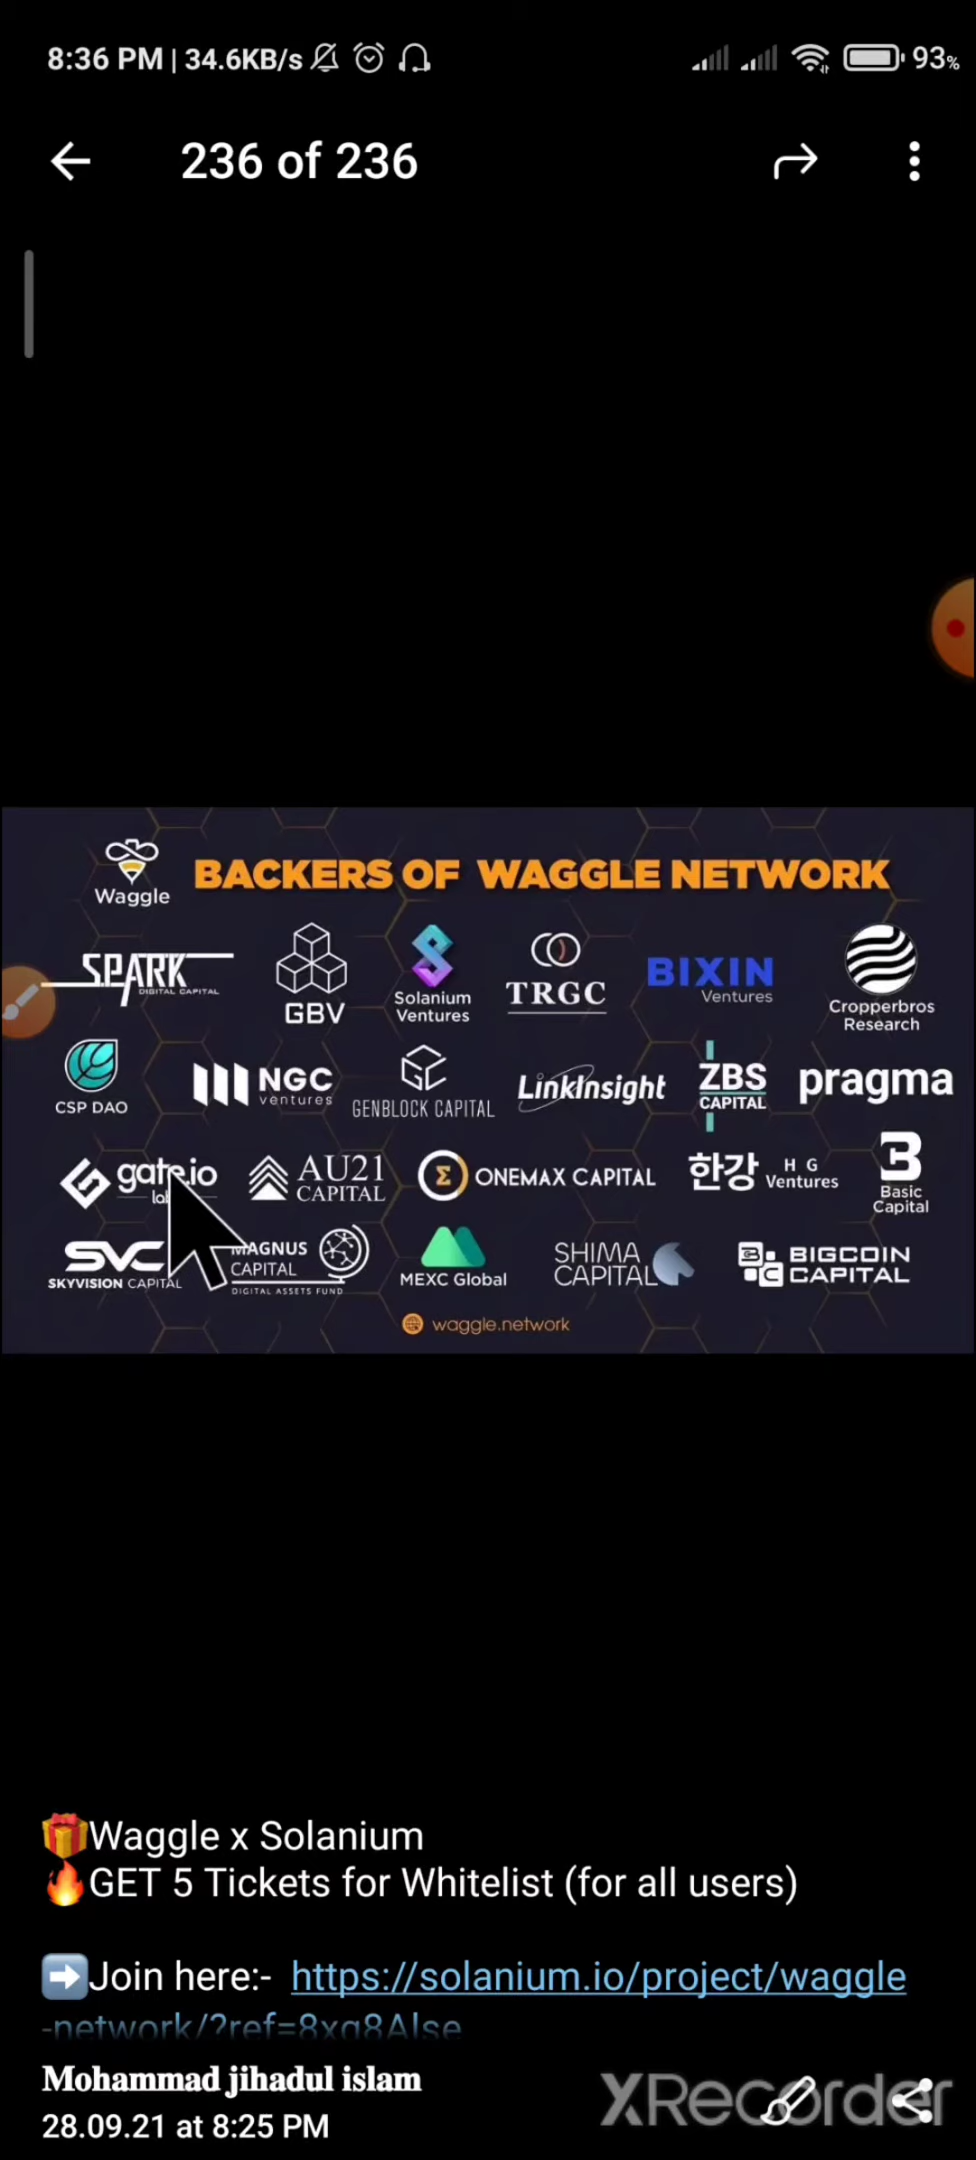 8:36 PM | 34.6KB/s 93%
236 of 236
Waggle
BACKERS OF WAGGLE NETWORK
SPARK
DIGITAL CAPITAL
GBV
Solanium
Ventures
TRGC
BIXIN
Ventures
Cropperbros
Research
CSP DAO
NGC
ventures
GENBLOCK CAPITAL
LinkInsight
ZBS
CAPITAL
pragma
gate.io
AU21
CAPITAL
ONEMAX CAPITAL
한강 H G
Ventures
Basic
Capital
SVC
SKYVISION CAPITAL
MAGNUS
CAPITAL
DIGITAL ASSETS FUND
MEXC Global
SHIMA
CAPITAL
BIGCOIN
CAPITAL
waggle.network
🎁Waggle x Solanium
🔥GET 5 Tickets for Whitelist (for all users)
➡️Join here:- https://solanium.io/project/waggle
-network/?ref=8xg8Alse
Mohammad jihadul islam
28.09.21 at 8:25 PM
XRecorder